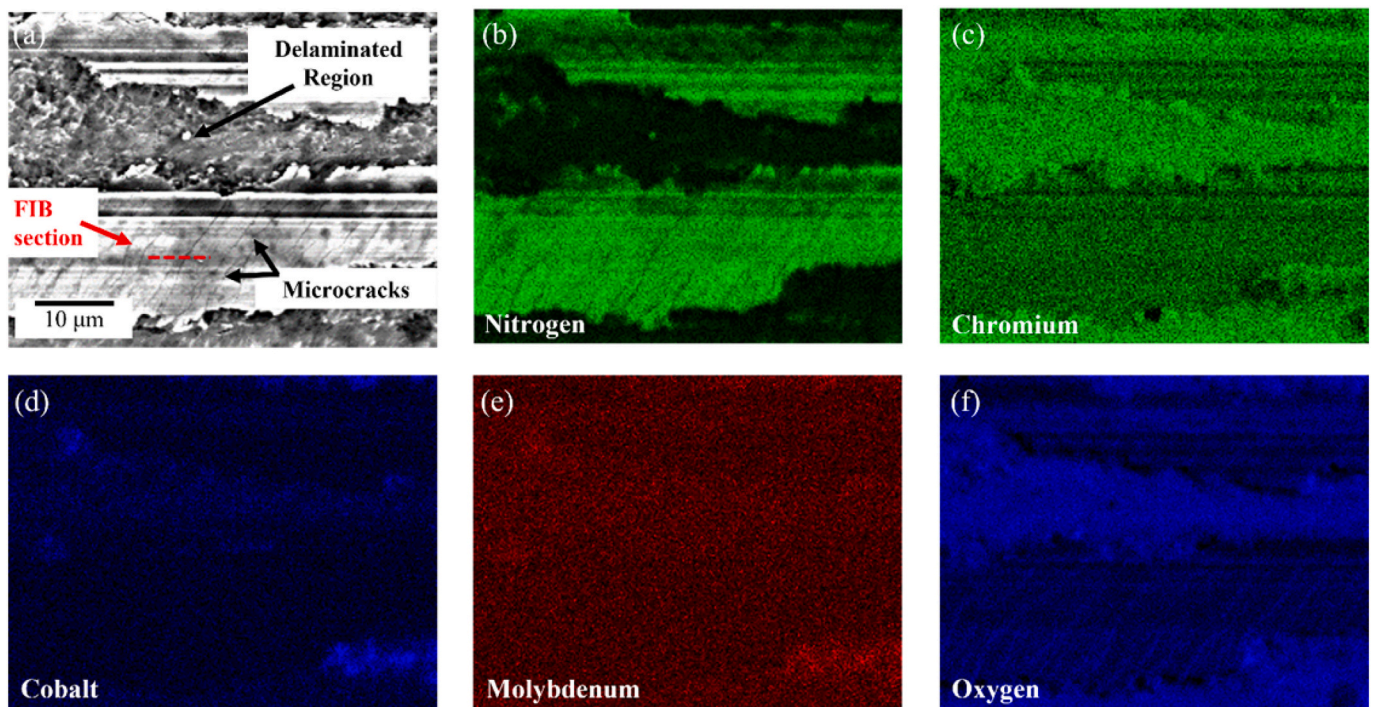 (a)
Delaminated
Region
FIB
section
Microcracks
10 μm
(b)
Nitrogen
(c)
Chromium
(d)
Cobalt
(e)
Molybdenum
(f)
Oxygen